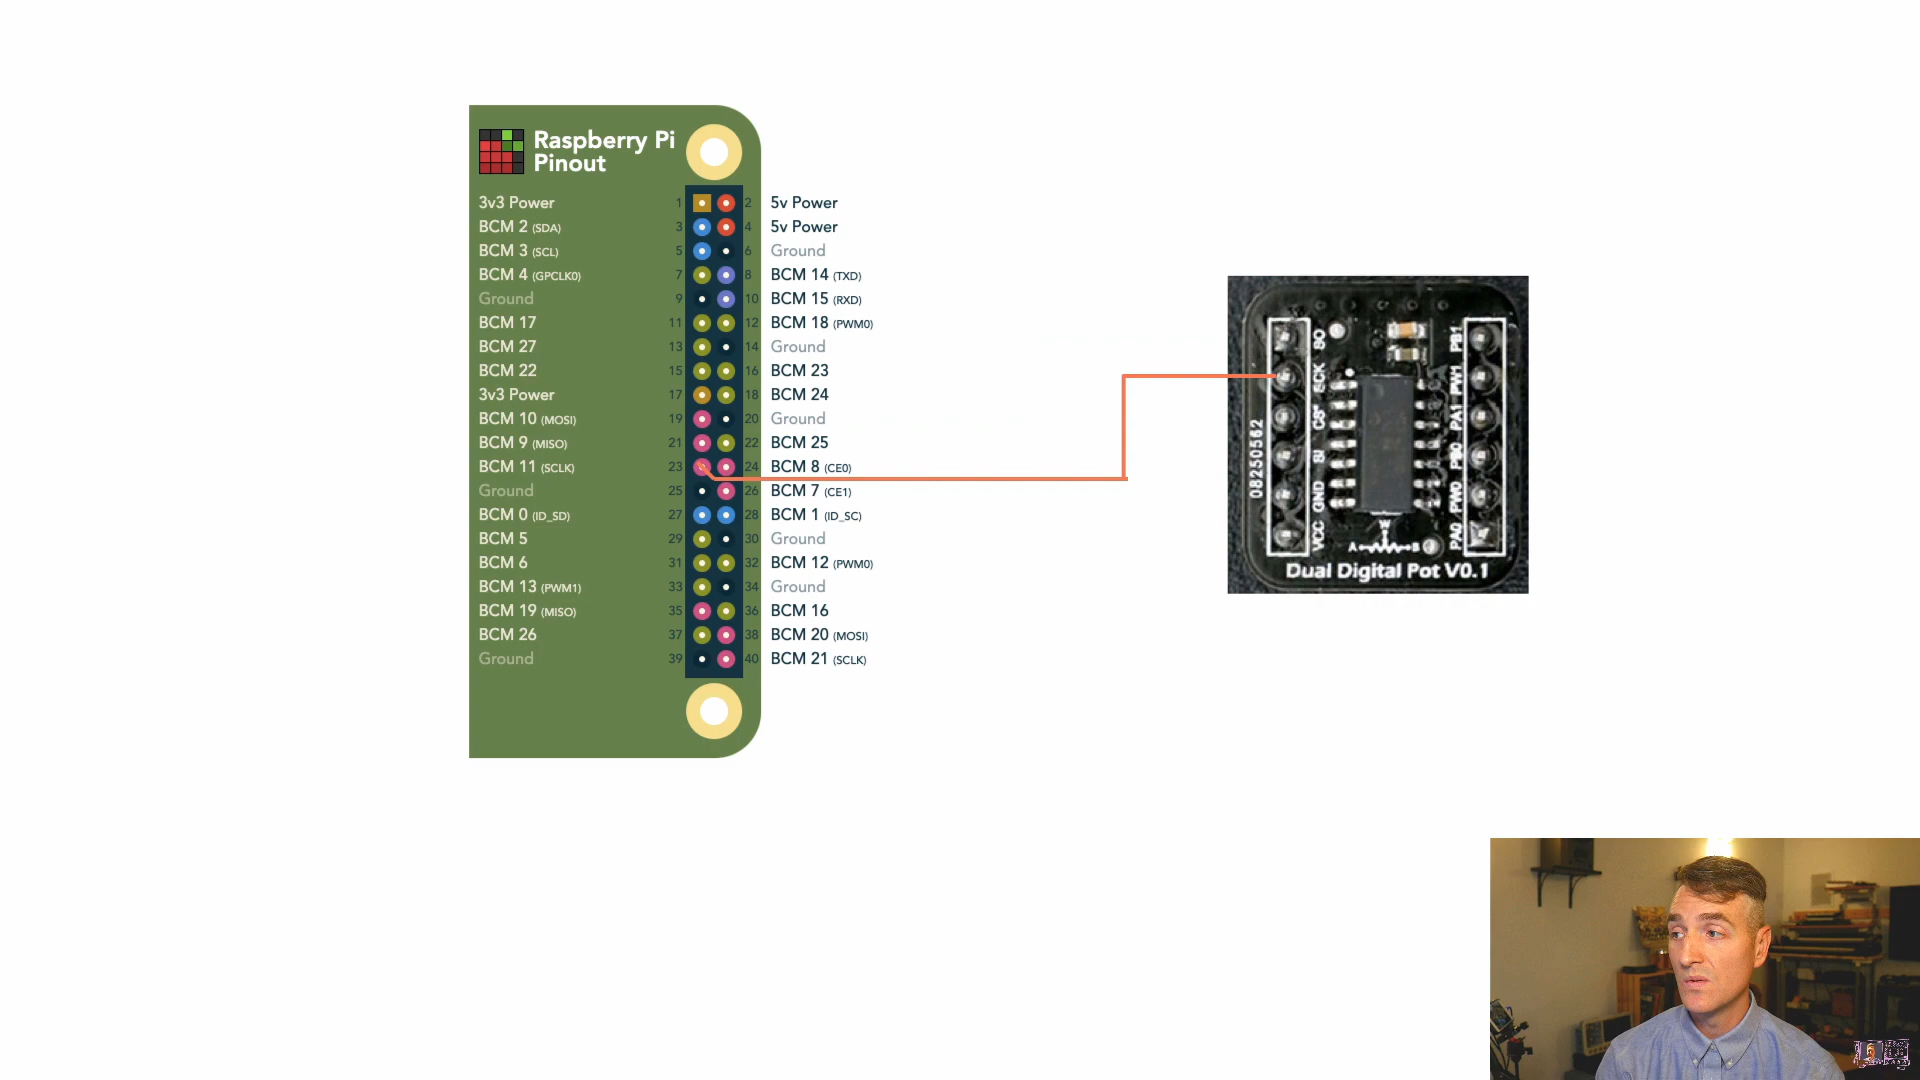 Raspberry Pi
Pinout
3v3 Power 1 2 5v Power
BCM 2 (SDA) 3 4 5v Power
BCM 3 (SCL) 5 6 Ground
BCM 4 (GPCLK0) 7 8 BCM 14 (TXD)
Ground 9 10 BCM 15 (RXD)
BCM 17 11 12 BCM 18 (PWM0)
BCM 27 13 14 Ground
BCM 22 15 16 BCM 23
3v3 Power 17 18 BCM 24
BCM 10 (MOSI) 19 20 Ground
BCM 9 (MISO) 21 22 BCM 25
BCM 11 (SCLK) 23 24 BCM 8 (CE0)
Ground 25 26 BCM 7 (CE1)
BCM 0 (ID_SD) 27 28 BCM 1 (ID_SC)
BCM 5 29 30 Ground
BCM 6 31 32 BCM 12 (PWM0)
BCM 13 (PWM1) 33 34 Ground
BCM 19 (MISO) 35 36 BCM 16
BCM 26 37 38 BCM 20 (MOSI)
Ground 39 40 BCM 21 (SCLK)
08250562
SO
SCK
CS*
SI
GND
VCC
PB1
PW1
PA1
PB0
PW0
PA0
W
A B
Dual Digital Pot V0.1